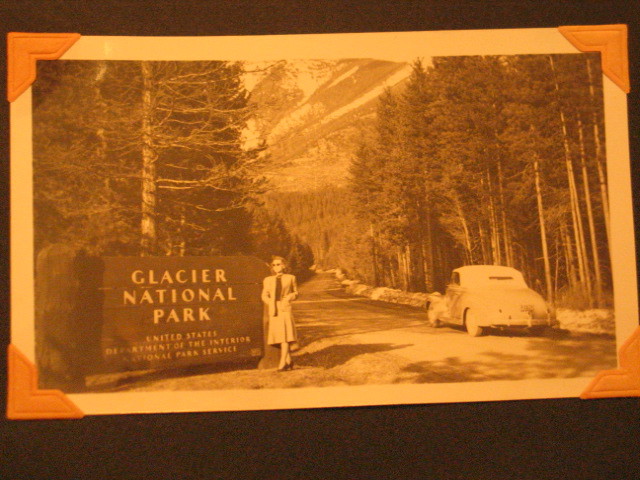 GLACIER
NATIONAL
PARK
UNITED STATES
DEPARTMENT OF THE INTERIOR
NATIONAL PARK SERVICE